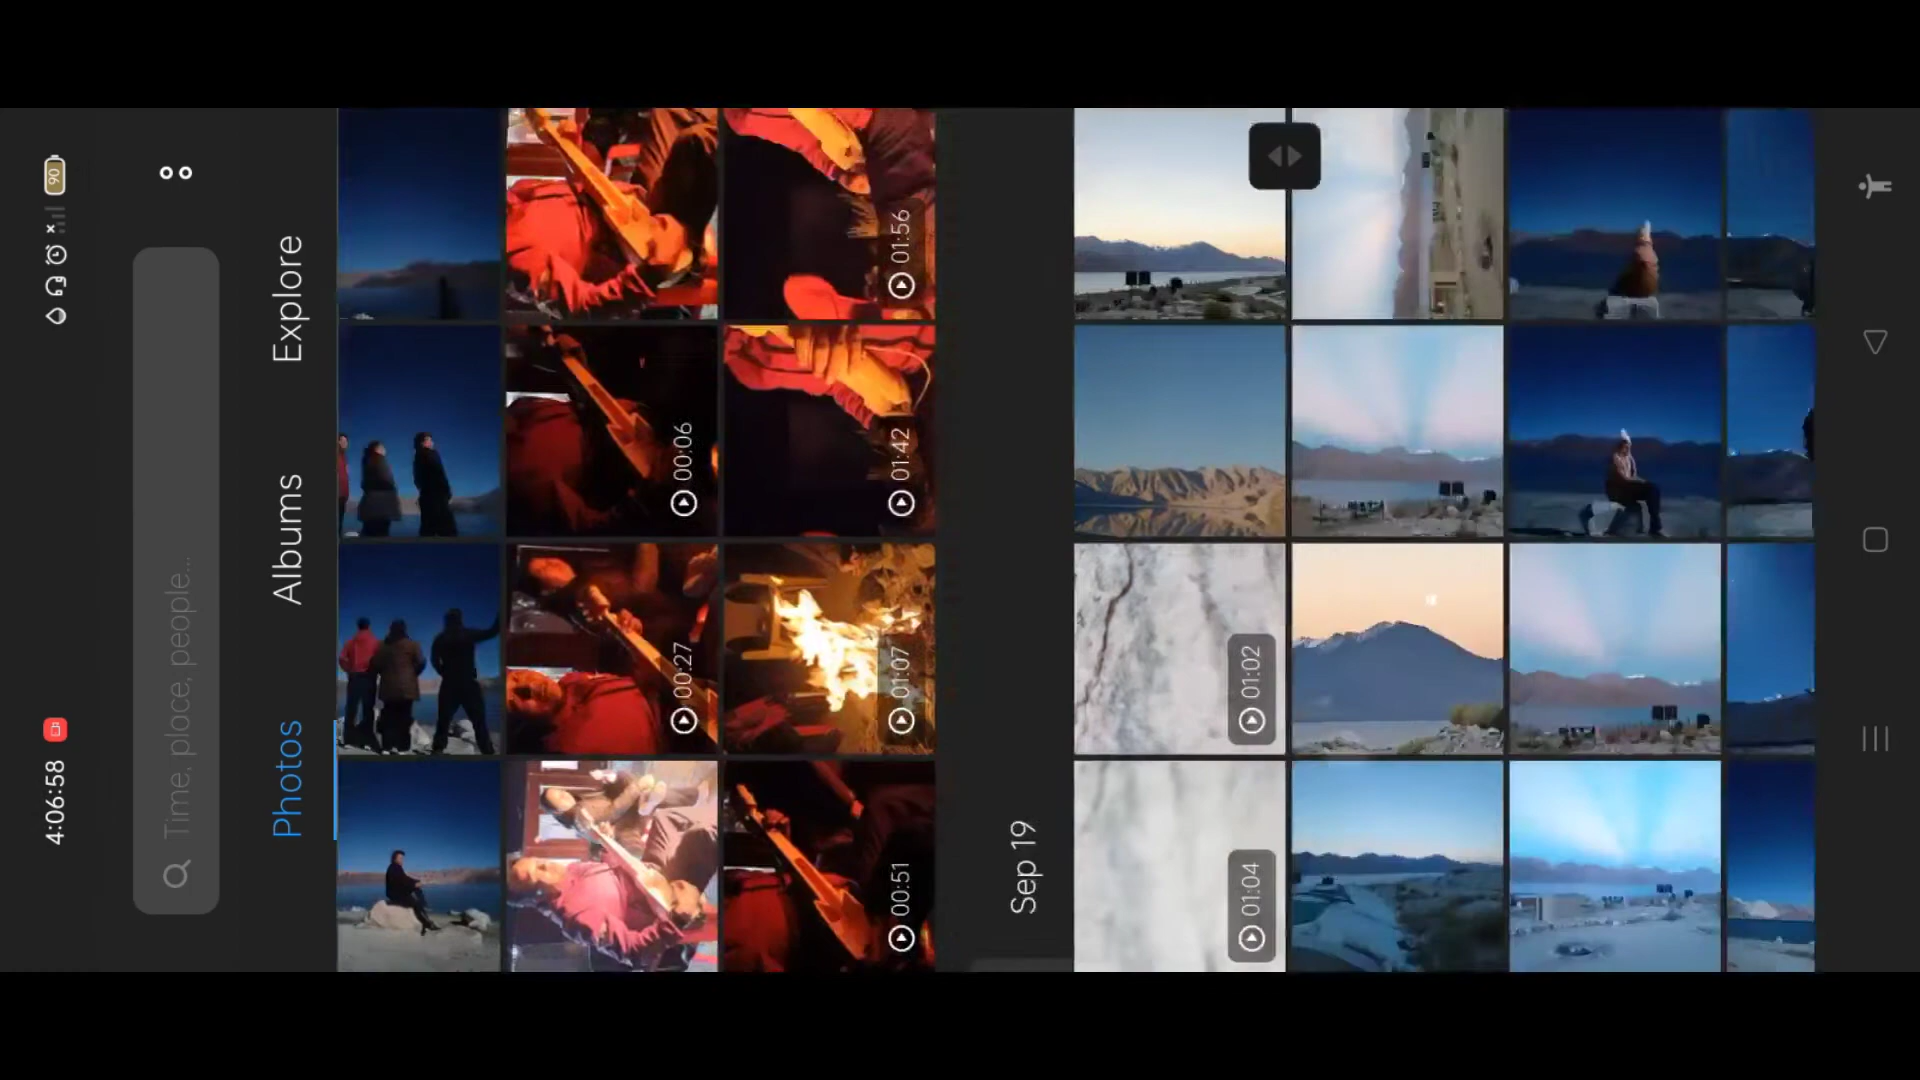 4:06:58
90
Time, place, people...
Photos
Albums
Explore
00:27
00:06
00:51
01:07
01:42
01:56
Sep 19
01:04
01:02